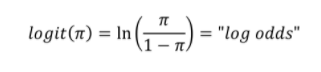 logit(π) = ln(π / (1 − π)) = "log odds"